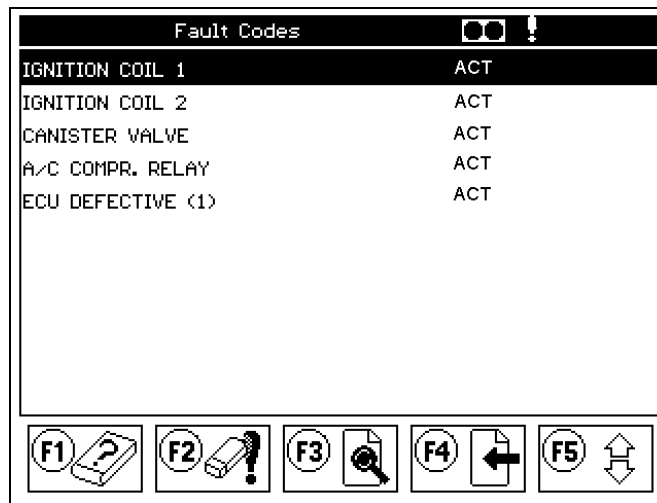 Fault Codes !
IGNITION COIL 1 ACT
IGNITION COIL 2 ACT
CANISTER VALVE ACT
A/C COMPR. RELAY ACT
ECU DEFECTIVE (1) ACT
F1 ? F2 ? F3 F4 F5